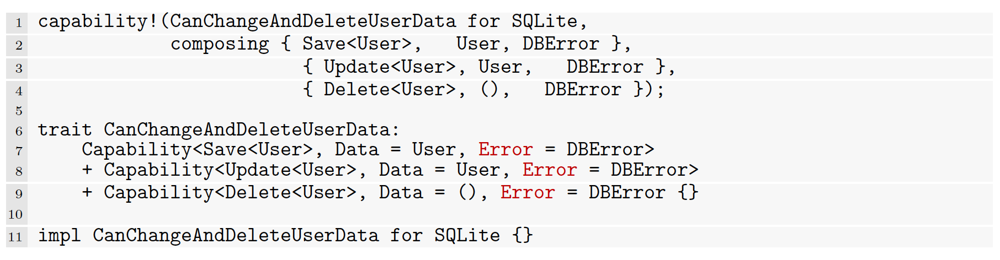 1 capability!(CanChangeAndDeleteUserData for SQLite,
2             composing { Save<User>,   User, DBError },
3                         { Update<User>, User,   DBError },
4                         { Delete<User>, (),   DBError });
5
6 trait CanChangeAndDeleteUserData:
7     Capability<Save<User>, Data = User, Error = DBError>
8     + Capability<Update<User>, Data = User, Error = DBError>
9     + Capability<Delete<User>, Data = (), Error = DBError {}
10
11 impl CanChangeAndDeleteUserData for SQLite {}